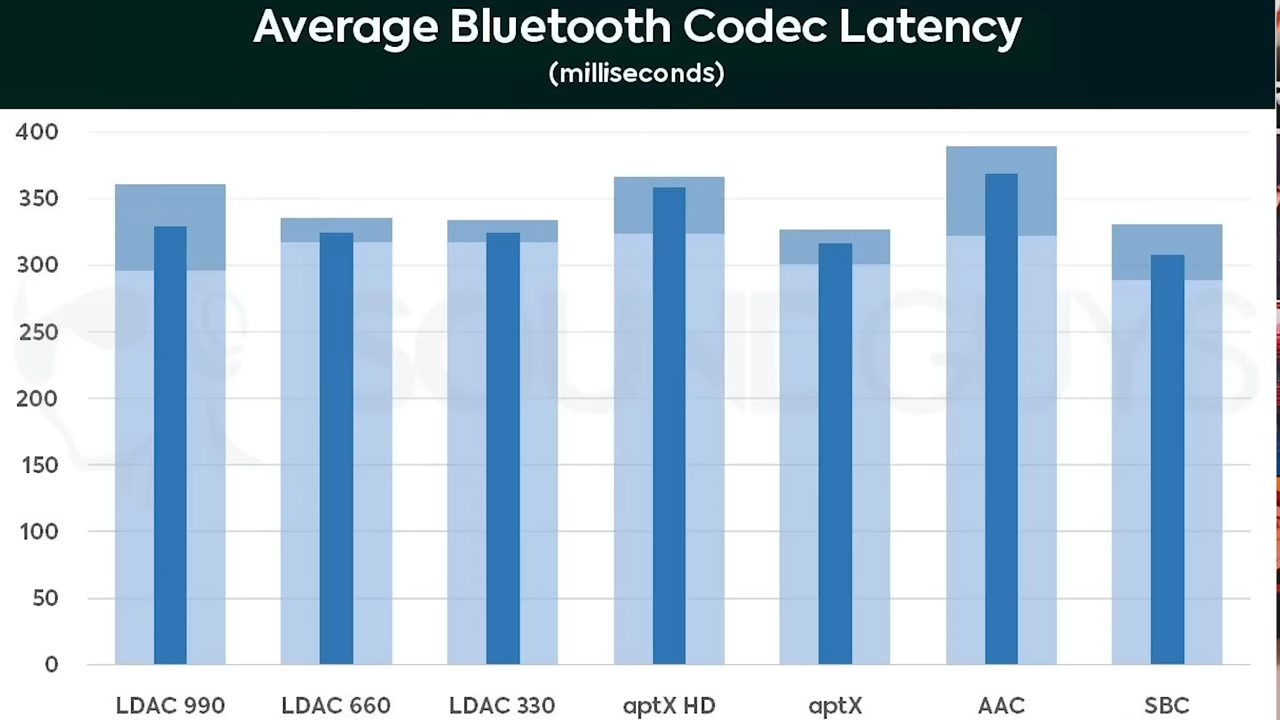 Average Bluetooth Codec Latency
(milliseconds)
400
350
300
250
200
150
100
50
0
SOUNDGUYS
LDAC 990 LDAC 660 LDAC 330 aptX HD aptX AAC SBC